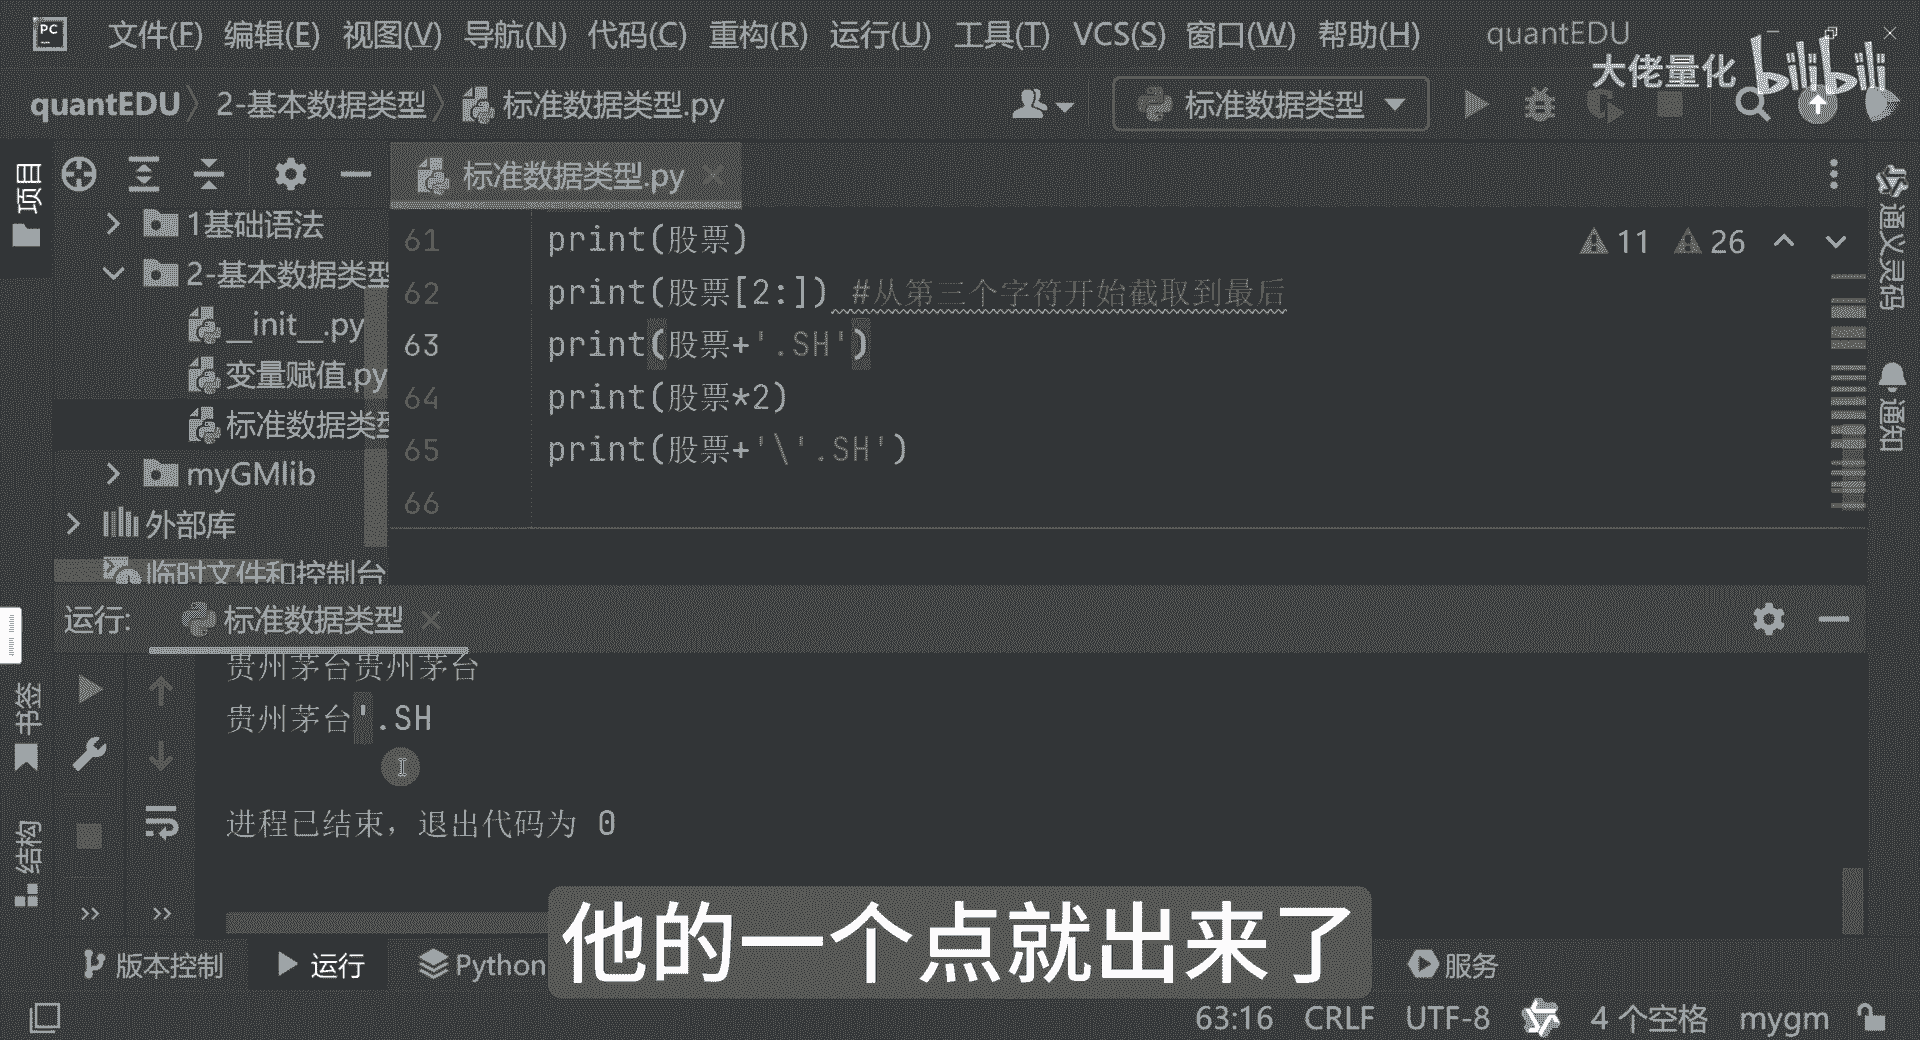 文件(F) 编辑(E) 视图(V) 导航(N) 代码(C) 重构(R) 运行(U) 工具(T) VCS(S) 窗口(W) 帮助(H) quantEDU
大佬量化 bilibili
quantEDU 2-基本数据类型 标准数据类型.py 标准数据类型
项目
标准数据类型.py
1基础语法
2-基本数据类型
__init__.py
变量赋值.py
标准数据类型
myGMlib
外部库
临时文件和控制台
61 print(股票)
62 print(股票[2:]) #从第三个字符开始截取到最后
63 print(股票+'.SH')
64 print(股票*2)
65 print(股票+'\'.SH')
66
11 26
通义灵码
通知
运行: 标准数据类型
贵州茅台贵州茅台
贵州茅台'.SH
进程已结束，退出代码为 0
书签
结构
他的一个点就出来了
版本控制 运行 Python 服务
63:16 CRLF UTF-8 4 个空格 mygm